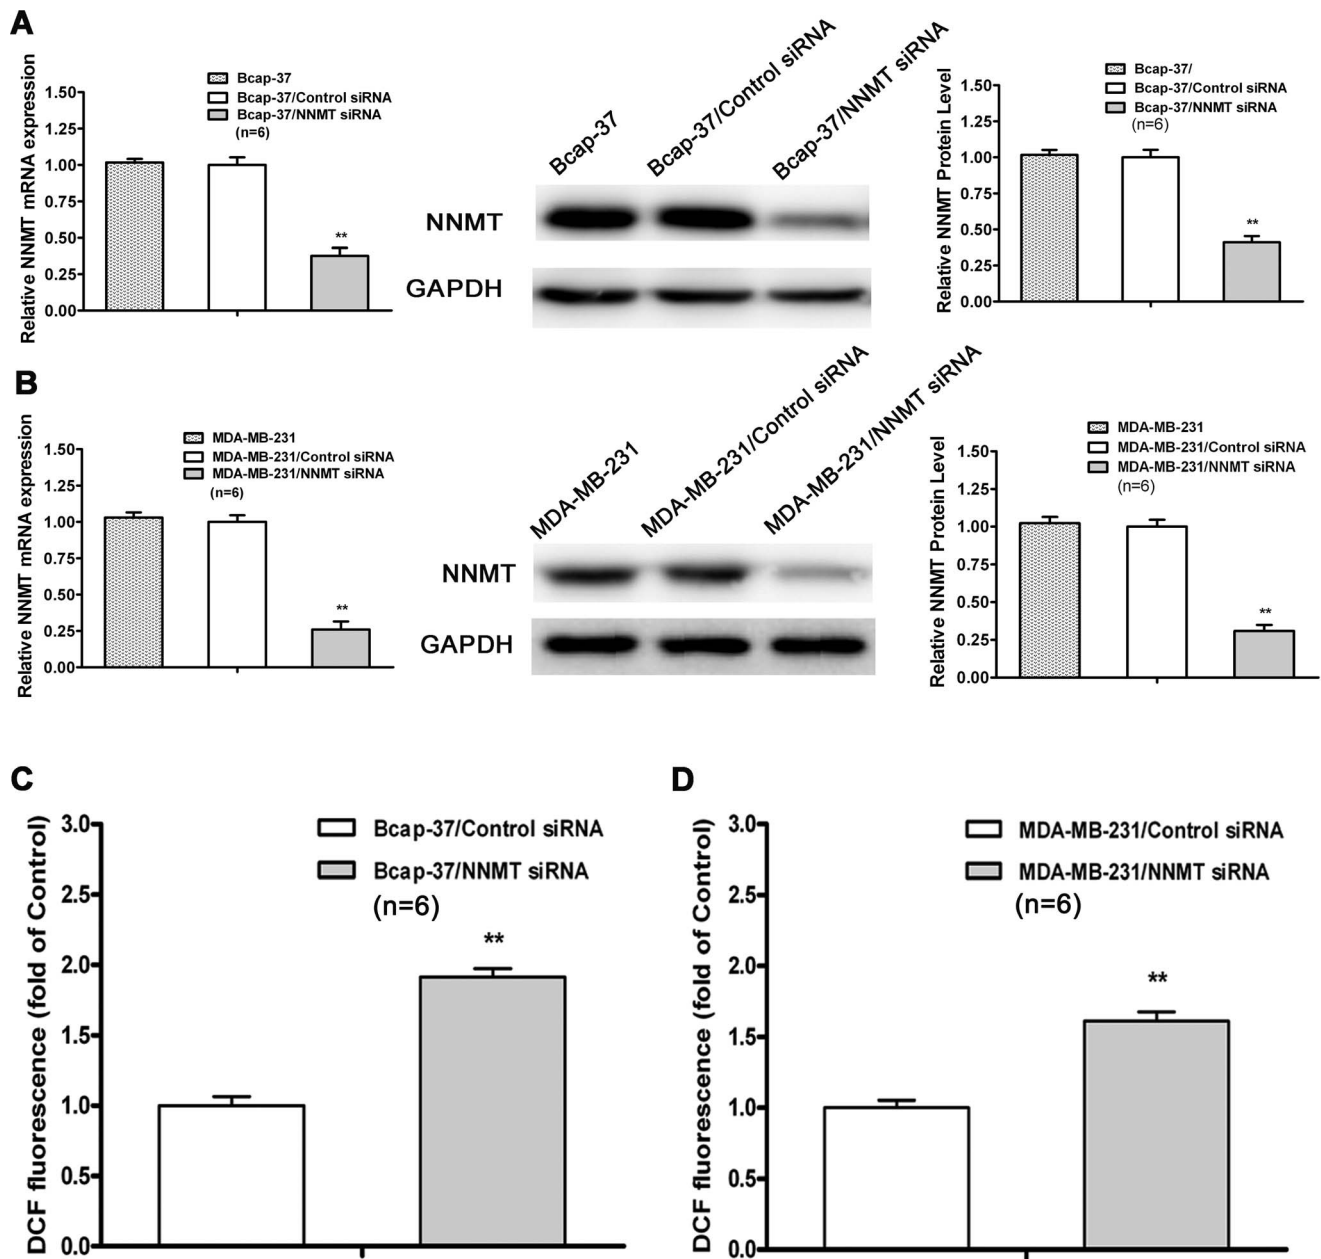 A
Relative NNMT mRNA expression
1.50
1.25
1.00
0.75
0.50
0.25
0.00
Bcap-37
Bcap-37/Control siRNA
Bcap-37/NNMT siRNA
(n=6)
**
Bcap-37
Bcap-37/Control siRNA
Bcap-37/NNMT siRNA
NNMT
GAPDH
Relative NNMT Protein Level
1.50
1.25
1.00
0.75
0.50
0.25
0.00
Bcap-37/
Bcap-37/Control siRNA
Bcap-37/NNMT siRNA
(n=6)
**
B
Relative NNMT mRNA expression
1.50
1.25
1.00
0.75
0.50
0.25
0.00
MDA-MB-231
MDA-MB-231/Control siRNA
MDA-MB-231/NNMT siRNA
(n=6)
**
MDA-MB-231
MDA-MB-231/Control siRNA
MDA-MB-231/NNMT siRNA
NNMT
GAPDH
Relative NNMT Protein Level
1.50
1.25
1.00
0.75
0.50
0.25
0.00
MDA-MB-231
MDA-MB-231/Control siRNA
MDA-MB-231/NNMT siRNA
(n=6)
**
C
DCF fluorescence (fold of Control)
3.0
2.5
2.0
1.5
1.0
0.5
0.0
Bcap-37/Control siRNA
Bcap-37/NNMT siRNA
(n=6)
**
D
DCF fluorescence (fold of Control)
3.0
2.5
2.0
1.5
1.0
0.5
0.0
MDA-MB-231/Control siRNA
MDA-MB-231/NNMT siRNA
(n=6)
**